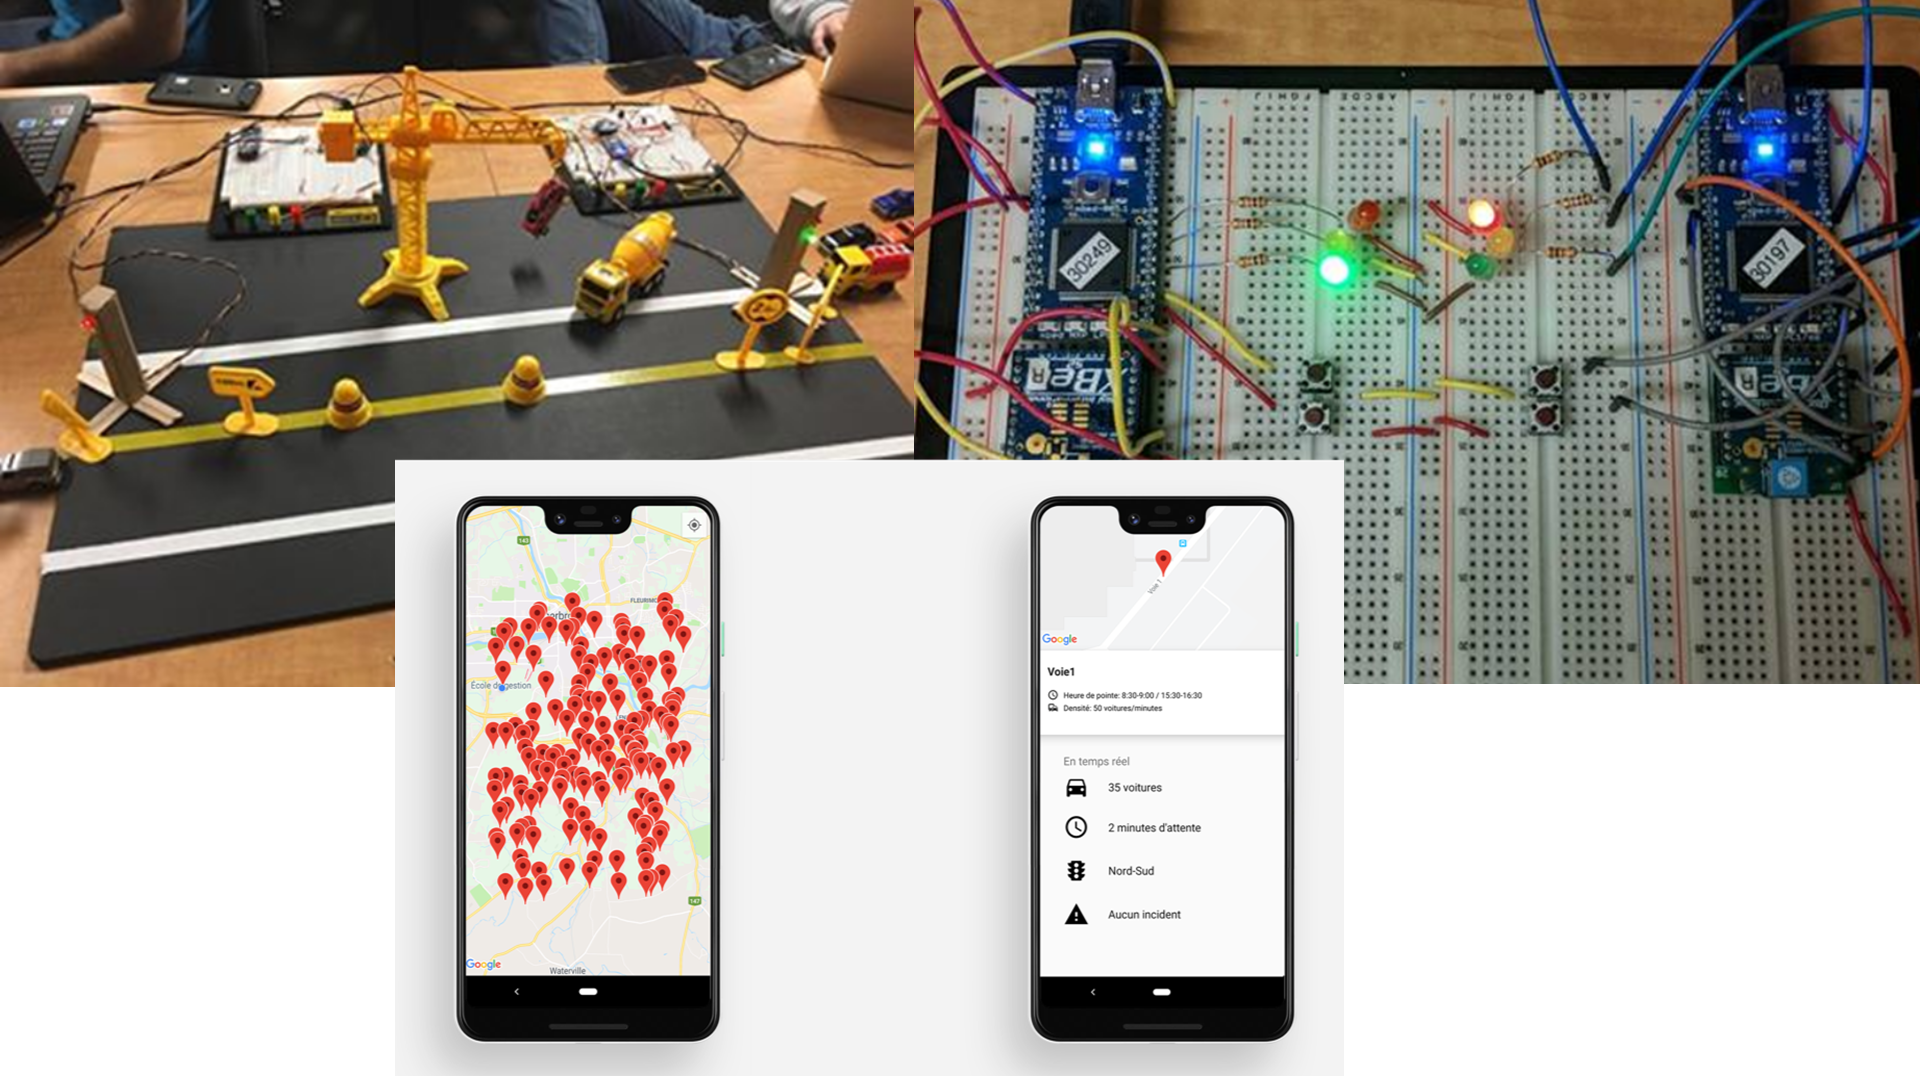 30249
30197
XBee
143
FLEURIMO
École de gestion
147
Google
Waterville
Voie 1
Google
Voie1
Heure de pointe: 8:30-9:00 / 15:30-16:30
Densité: 50 voitures/minutes
En temps réel
35 voitures
2 minutes d'attente
Nord-Sud
Aucun incident